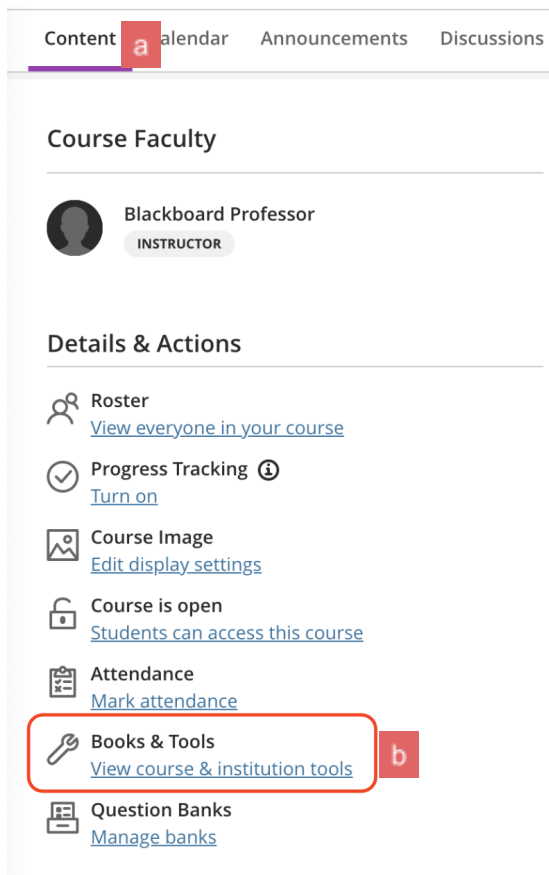 Content a alendar Announcements Discussions
Course Faculty
Blackboard Professor
INSTRUCTOR
Details & Actions
Roster
View everyone in your course
Progress Tracking
Turn on
Course Image
Edit display settings
Course is open
Students can access this course
Attendance
Mark attendance
Books & Tools
View course & institution tools
b
Question Banks
Manage banks